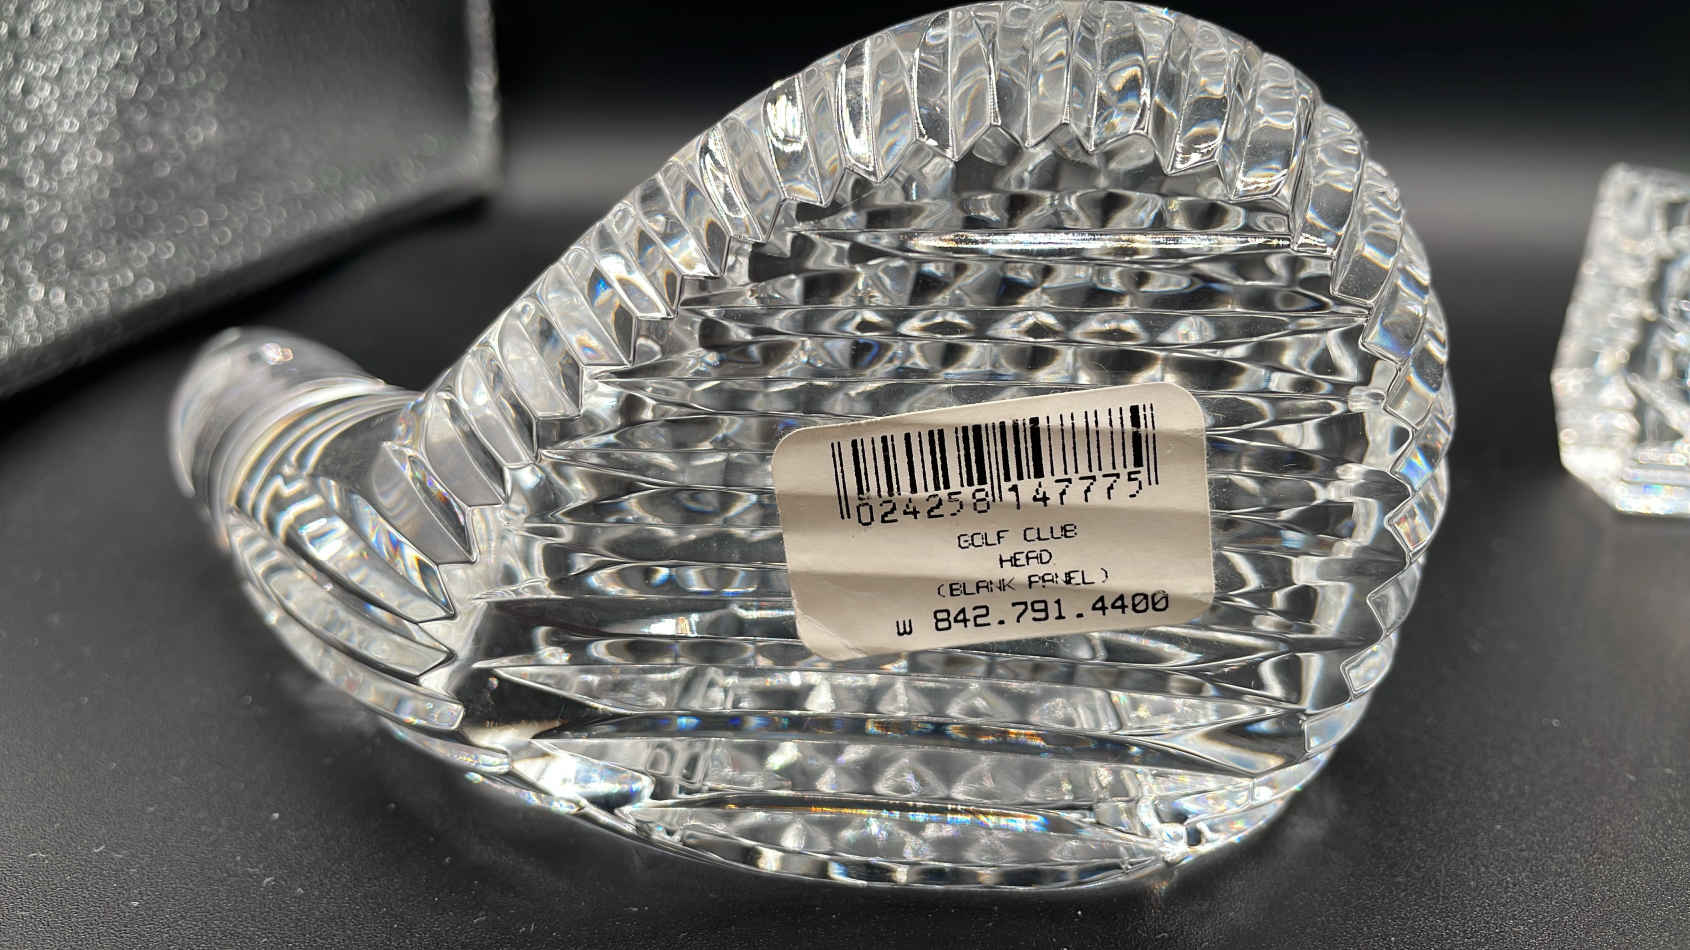 024258 147775
GOLF CLUB
HEAD
(BLANK PANEL)
W 842.791.4400